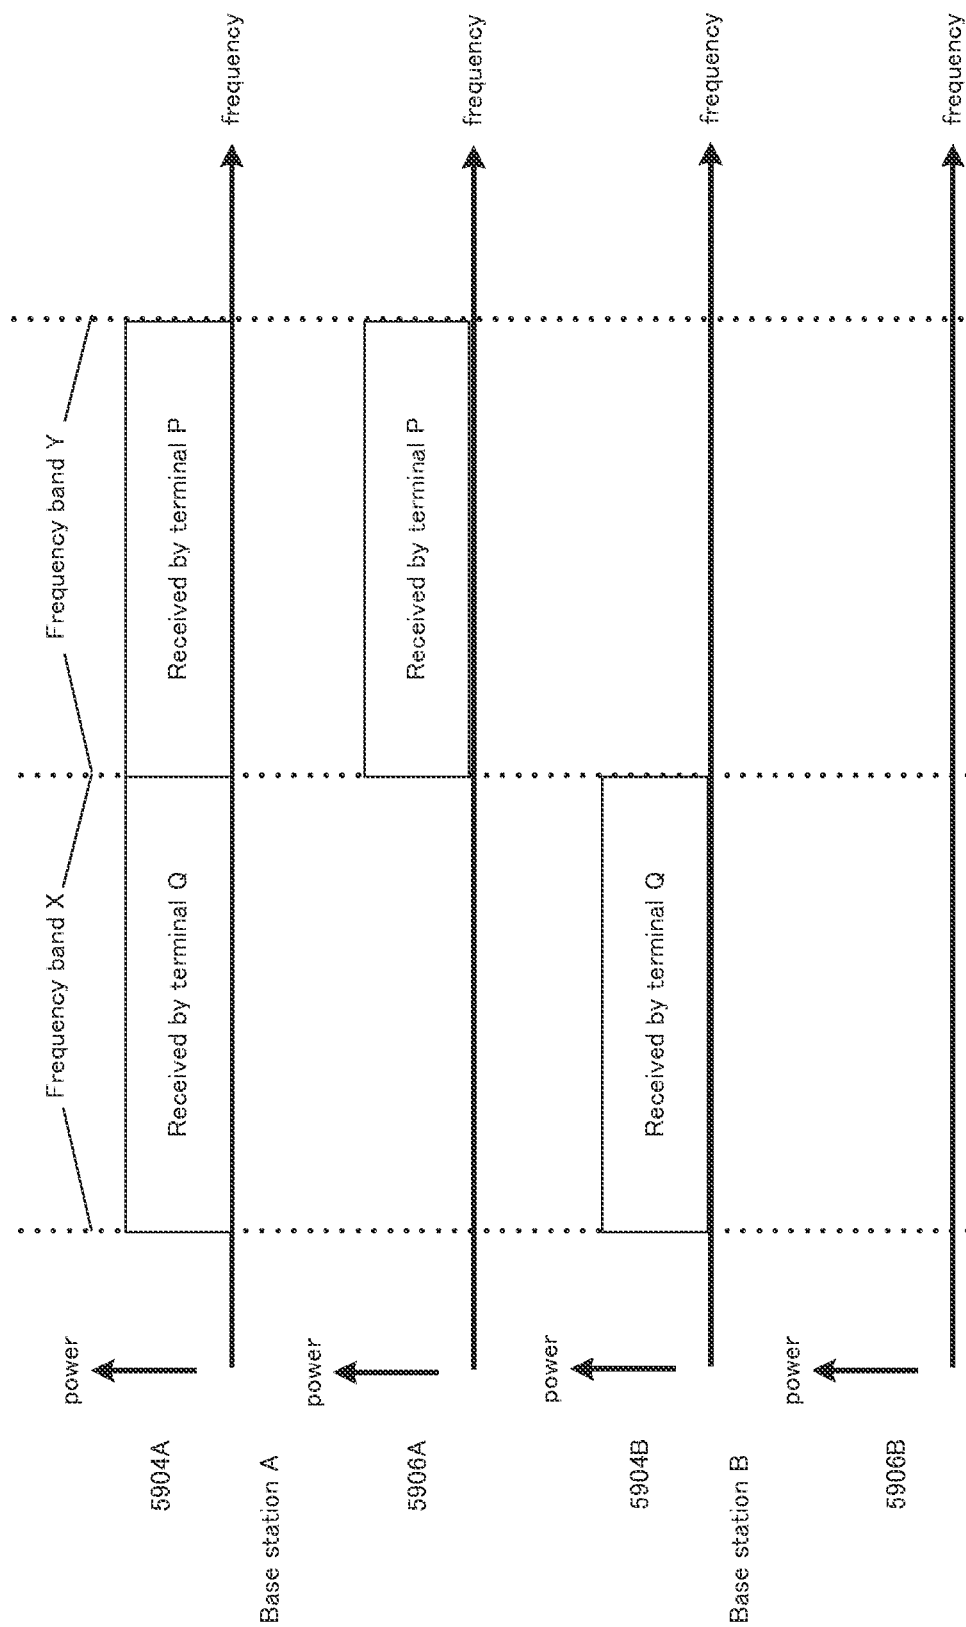 Frequency band X
Frequency band Y
power
5904A
Received by terminal Q
Received by terminal P
frequency
Base station A
power
5906A
Received by terminal P
frequency
power
5904B
Received by terminal Q
frequency
Base station B
power
5906B
frequency